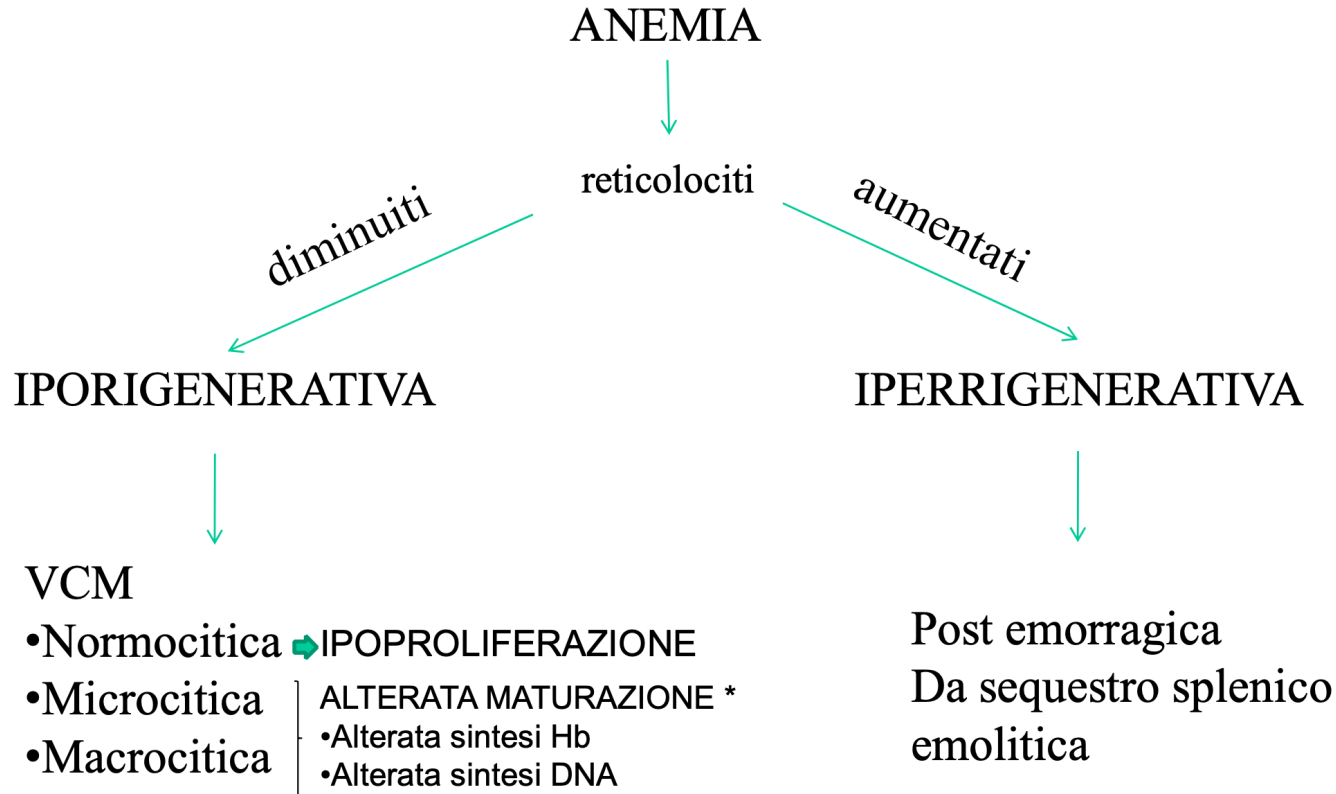 ANEMIA
reticolociti
diminuiti
aumentati
IPORIGENERATIVA
IPERRIGENERATIVA
VCM
•Normocitica IPOPROLIFERAZIONE
•Microcitica
•Macrocitica
ALTERATA MATURAZIONE *
•Alterata sintesi Hb
•Alterata sintesi DNA
Post emorragica
Da sequestro splenico
emolitica